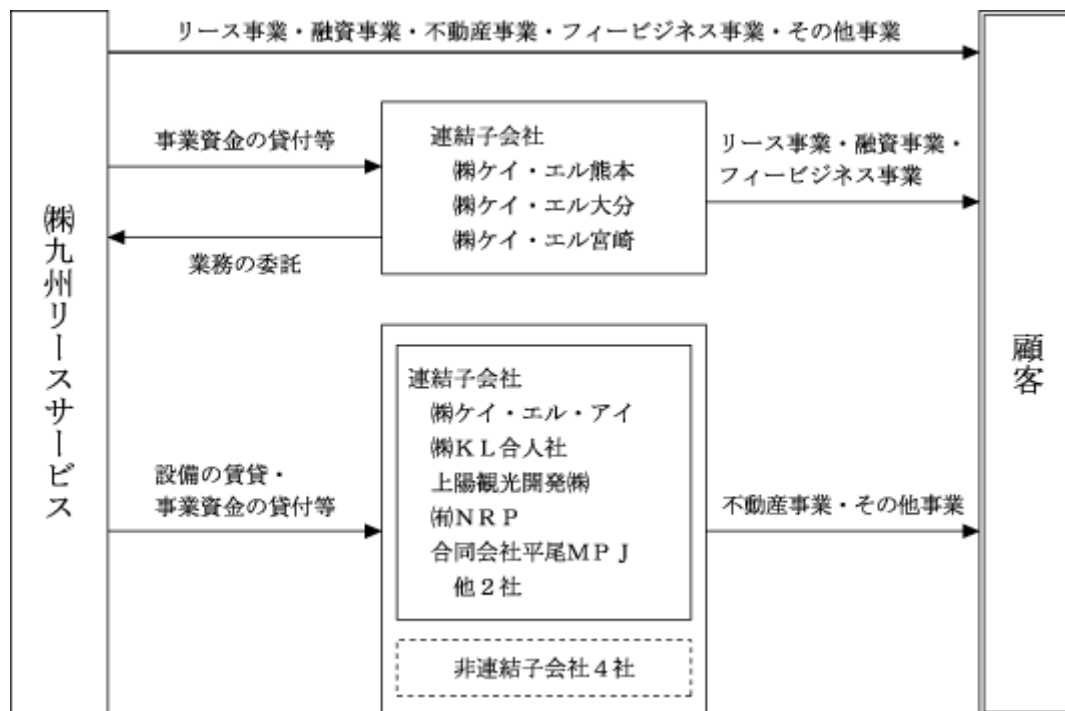 リース事業・融資事業・不動産事業・フィービジネス事業・その他事業
㈱九州リースサービス
事業資金の貸付等
業務の委託
連結子会社
㈱ケイ・エル熊本
㈱ケイ・エル大分
㈱ケイ・エル宮崎
リース事業・融資事業・
フィービジネス事業
顧客
設備の賃貸・
事業資金の貸付等
連結子会社
㈱ケイ・エル・アイ
㈱ＫＬ合人社
上陽観光開発㈱
㈲ＮＲＰ
合同会社平尾ＭＰＪ
他２社
非連結子会社４社
不動産事業・その他事業